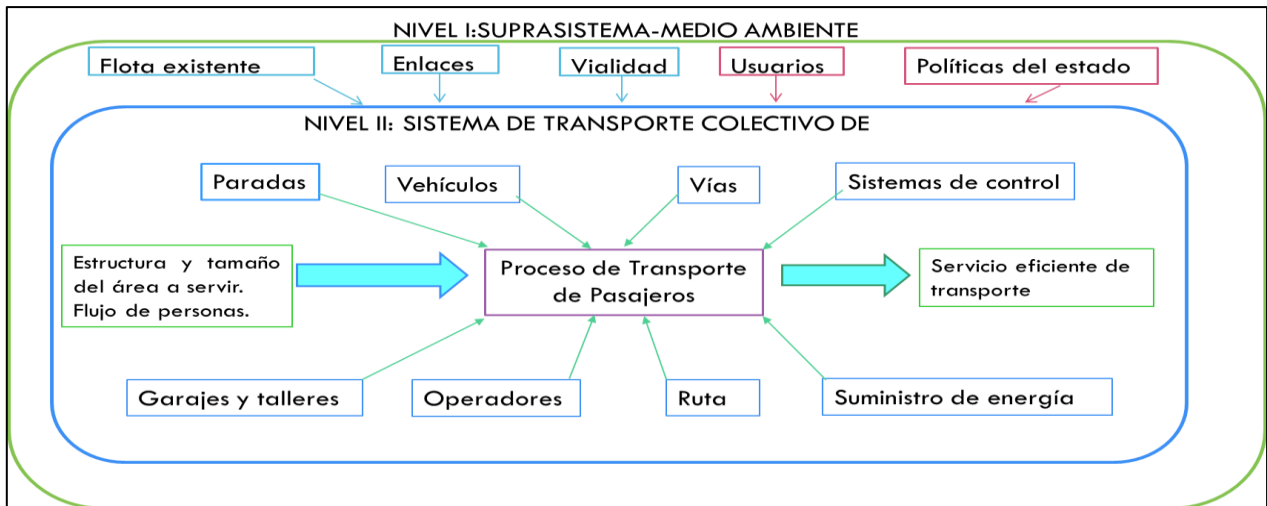 NIVEL I:SUPRASISTEMA-MEDIO AMBIENTE
Flota existente
Enlaces
Vialidad
Usuarios
Políticas del estado
NIVEL II: SISTEMA DE TRANSPORTE COLECTIVO DE
Paradas
Vehículos
Vías
Sistemas de control
Estructura y tamaño
del área a servir.
Flujo de personas.
Proceso de Transporte
de Pasajeros
Servicio eficiente de
transporte
Garajes y talleres
Operadores
Ruta
Suministro de energía